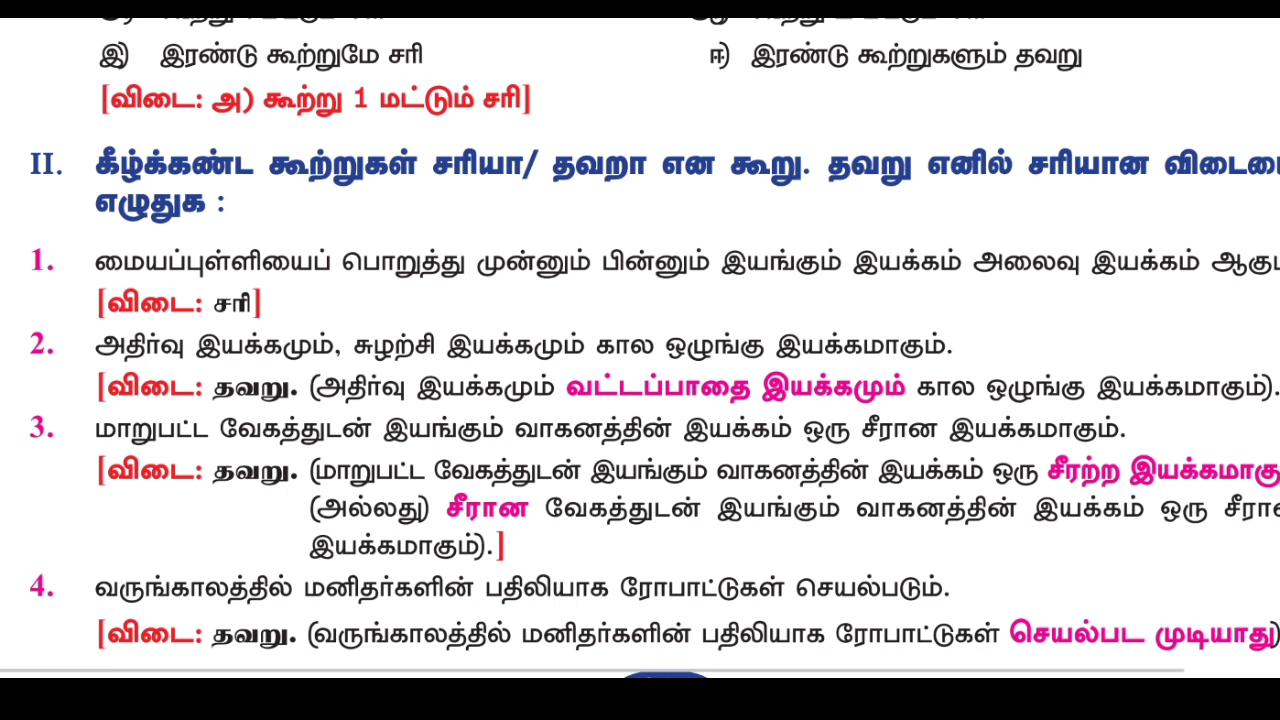 இ) இரண்டு கூற்றுமே சரி ஈ) இரண்டு கூற்றுகளும் தவறு
[விடை: அ) கூற்று 1 மட்டும் சரி]
II. கீழ்க்கண்ட கூற்றுகள் சரியா/ தவறா என கூறு. தவறு எனில் சரியான
எழுதுக :
1. மையப்புள்ளியைப் பொறுத்து முன்னும் பின்னும் இயங்கும் இயக்கம் அலைவு இயக்கம்
[விடை: சரி]
2. அதிர்வு இயக்கமும், சுழற்சி இயக்கமும் கால ஒழுங்கு இயக்கமாகும்.
[விடை: தவறு. (அதிர்வு இயக்கமும் வட்டப்பாதை இயக்கமும் கால ஒழுங்கு இயக்கமாகும்).
3. மாறுபட்ட வேகத்துடன் இயங்கும் வாகனத்தின் இயக்கம் ஒரு சீரான இயக்கமாகும்.
[விடை: தவறு. (மாறுபட்ட வேகத்துடன் இயங்கும் வாகனத்தின் இயக்கம் ஒரு சீரற்ற
(அல்லது) சீரான வேகத்துடன் இயங்கும் வாகனத்தின் இயக்கம் ஒரு
இயக்கமாகும்).]
4. வருங்காலத்தில் மனிதர்களின் பதிலியாக ரோபாட்டுகள் செயல்படும்.
[விடை: தவறு. (வருங்காலத்தில் மனிதர்களின் பதிலியாக ரோபாட்டுகள் செயல்பட முடியாது)